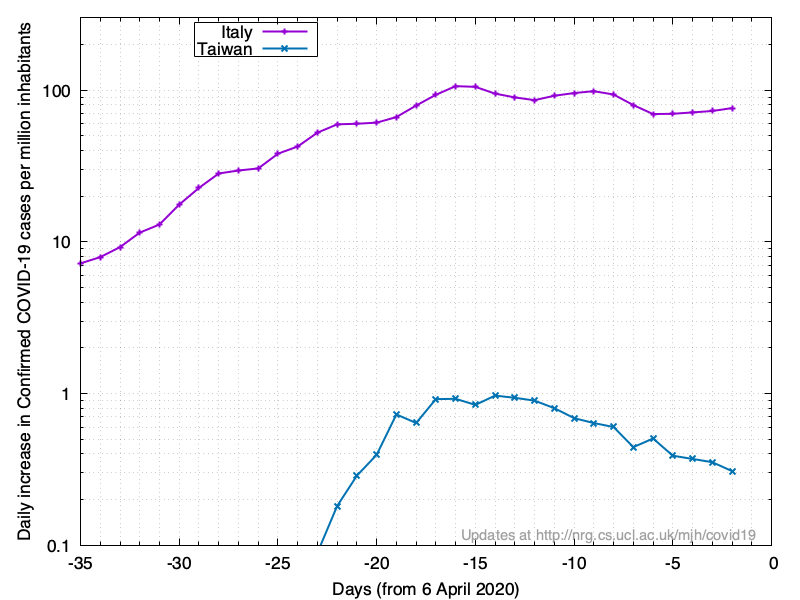 Italy
Taiwan
Daily increase in Confirmed COVID-19 cases per million inhabitants
100
10
1
0.1
Updates at http://nrg.cs.ucl.ac.uk/mjh/covid19
-35 -30 -25 -20 -15 -10 -5 0
Days (from 6 April 2020)